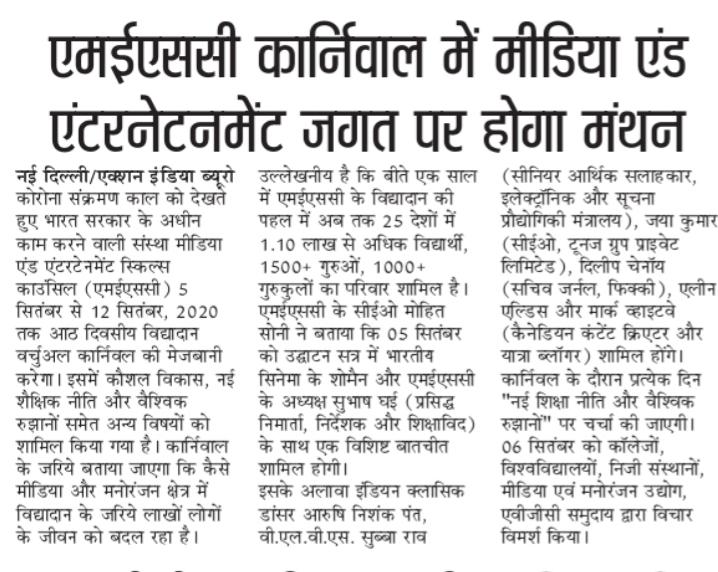 एमईएससी कार्निवाल में मीडिया एंड
एंटरनेटनमेंट जगत पर होगा मंथन
नई दिल्ली/एक्शन इंडिया ब्यूरो
कोरोना संक्रमण काल को देखते
हुए भारत सरकार के अधीन
काम करने वाली संस्था मीडिया
एंड एंटरटेनमेंट स्किल्स
काउंसिल (एमईएससी) 5
सितंबर से 12 सितंबर, 2020
तक आठ दिवसीय विद्यादान
वर्चुअल कार्निवल की मेजबानी
करेगा। इसमें कौशल विकास, नई
शैक्षिक नीति और वैश्विक
रुझानों समेत अन्य विषयों को
शामिल किया गया है। कार्निवाल
के जरिये बताया जाएगा कि कैसे
मीडिया और मनोरंजन क्षेत्र में
विद्यादान के जरिये लाखों लोगों
के जीवन को बदल रहा है।
उल्लेखनीय है कि बीते एक साल
में एमईएससी के विद्यादान की
पहल में अब तक 25 देशों में
1.10 लाख से अधिक विद्यार्थी,
1500+ गुरुओं, 1000+
गुरुकुलों का परिवार शामिल है।
एमईएससी के सीईओ मोहित
सोनी ने बताया कि 05 सितंबर
को उद्घाटन सत्र में भारतीय
सिनेमा के शोमैन और एमईएससी
के अध्यक्ष सुभाष घई (प्रसिद्ध
निमार्ता, निर्देशक और शिक्षाविद)
के साथ एक विशिष्ट बातचीत
शामिल होगी।
इसके अलावा इंडियन क्लासिक
डांसर आरुषि निशंक पंत,
वी.एल.वी.एस. सुब्बा राव
(सीनियर आर्थिक सलाहकार,
इलेक्ट्रॉनिक और सूचना
प्रौद्योगिकी मंत्रालय), जया कुमार
(सीईओ, टूनज ग्रुप प्राइवेट
लिमिटेड), दिलीप चेनॉय
(सचिव जर्नल, फिक्की), एलीन
एल्डिस और मार्क व्हाइटवे
(कैनेडियन कंटेंट क्रिएटर और
यात्रा ब्लॉगर) शामिल होंगे।
कार्निवल के दौरान प्रत्येक दिन
"नई शिक्षा नीति और वैश्विक
रुझानों" पर चर्चा की जाएगी।
06 सितंबर को कॉलेजों,
विश्वविद्यालयों, निजी संस्थानों,
मीडिया एवं मनोरंजन उद्योग,
एवीजीसी समुदाय द्वारा विचार
विमर्श किया।